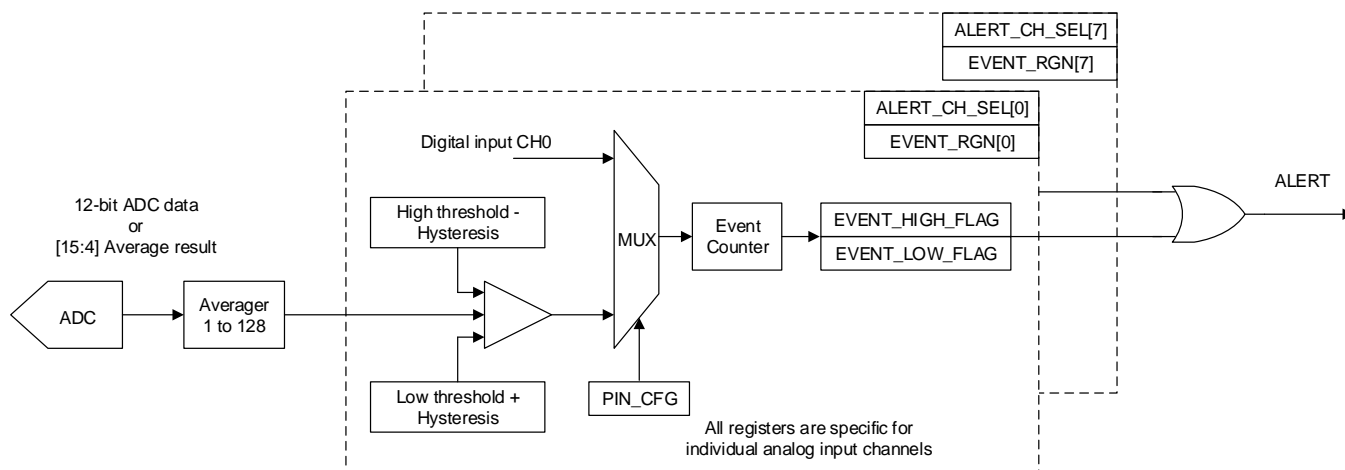 ALERT_CH_SEL[7]
EVENT_RGN[7]
ALERT_CH_SEL[0]
EVENT_RGN[0]
Digital input CH0
ALERT
12-bit ADC data
or
[15:4] Average result
High threshold -
Hysteresis
MUX
Event
Counter
EVENT_HIGH_FLAG
EVENT_LOW_FLAG
ADC
Averager
1 to 128
Low threshold +
Hysteresis
PIN_CFG
All registers are specific for
individual analog input channels